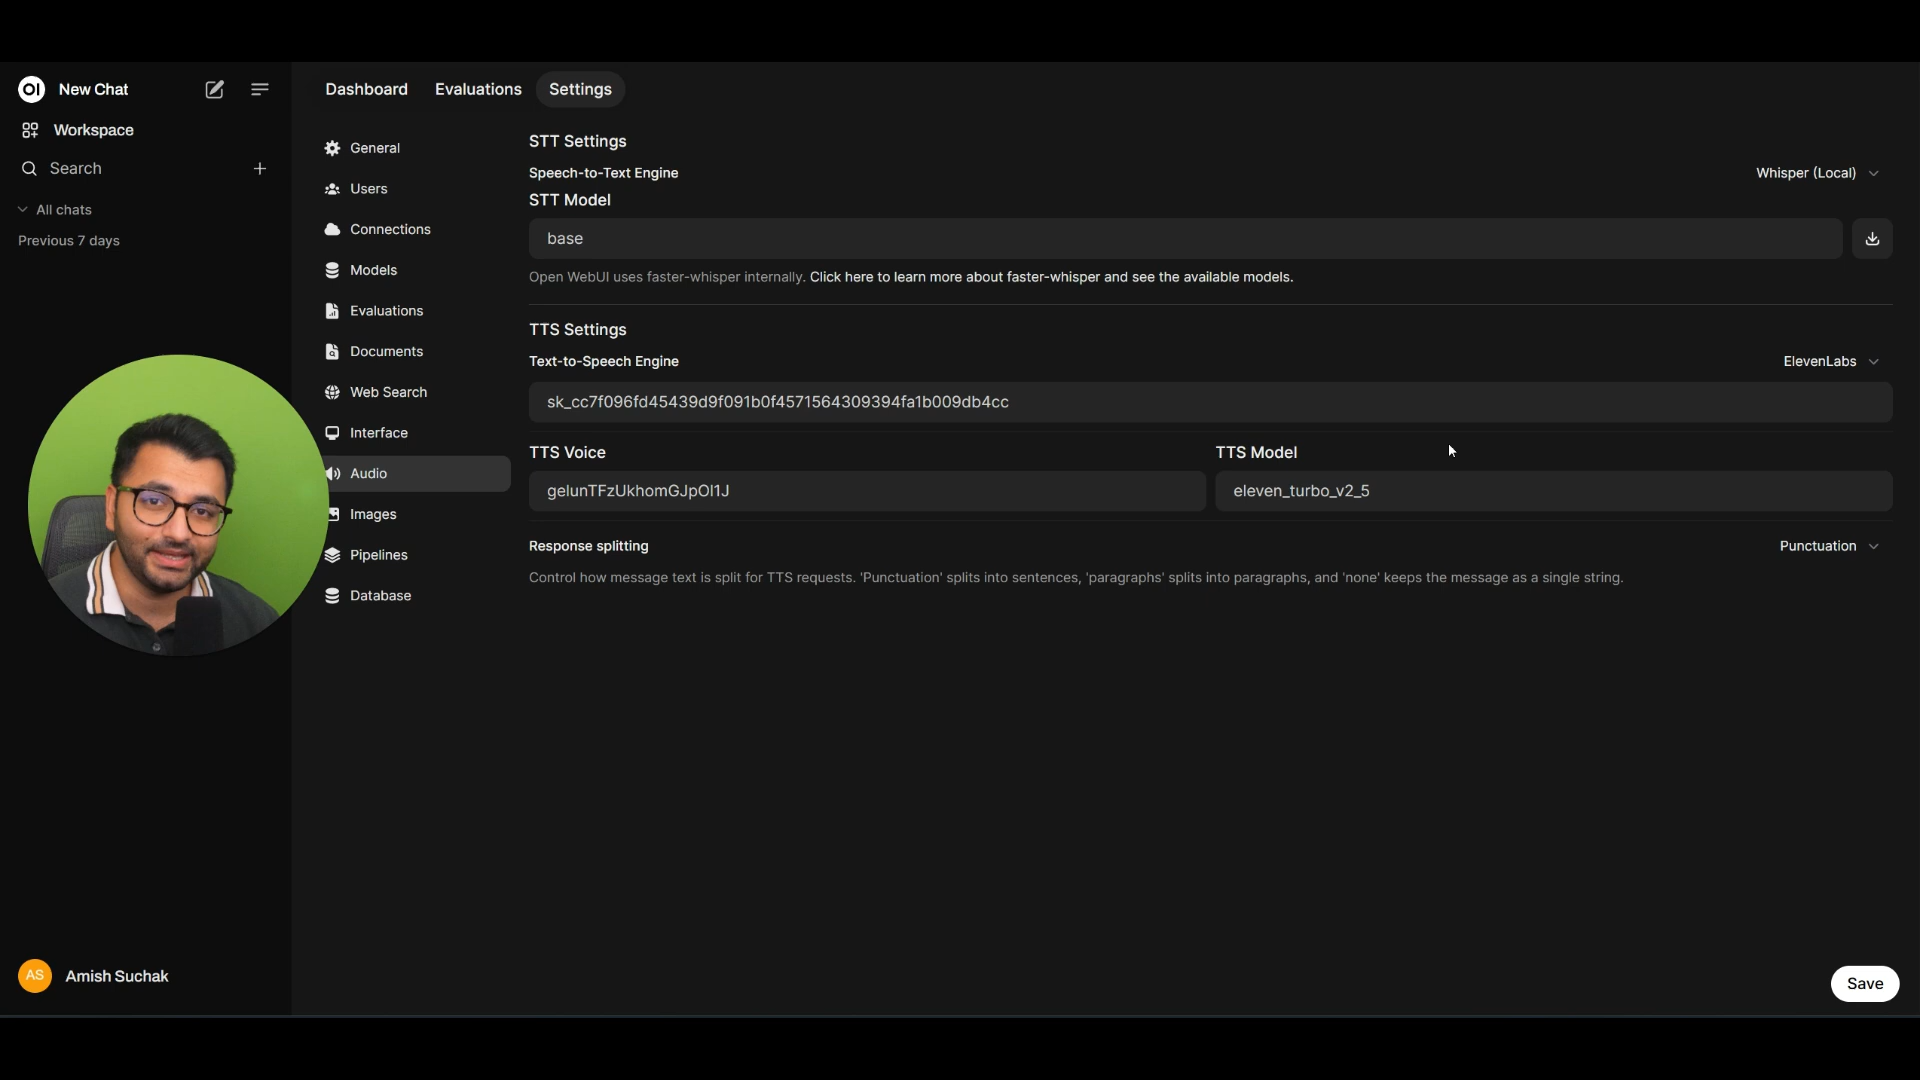 OI New Chat
Workspace
Search
All chats
Previous 7 days
AS Amish Suchak
Dashboard Evaluations Settings
General
Users
Connections
Models
Evaluations
Documents
Web Search
Interface
Audio
Images
Pipelines
Database
STT Settings
Speech-to-Text Engine Whisper (Local)
STT Model
base
Open WebUI uses faster-whisper internally. Click here to learn more about faster-whisper and see the available models.
TTS Settings
Text-to-Speech Engine ElevenLabs
sk_cc7f096fd45439d9f091b0f4571564309394fa1b009db4cc
TTS Voice TTS Model
gelunTFzUkhomGJpOl1J eleven_turbo_v2_5
Response splitting Punctuation
Control how message text is split for TTS requests. 'Punctuation' splits into sentences, 'paragraphs' splits into paragraphs, and 'none' keeps the message as a single string.
Save